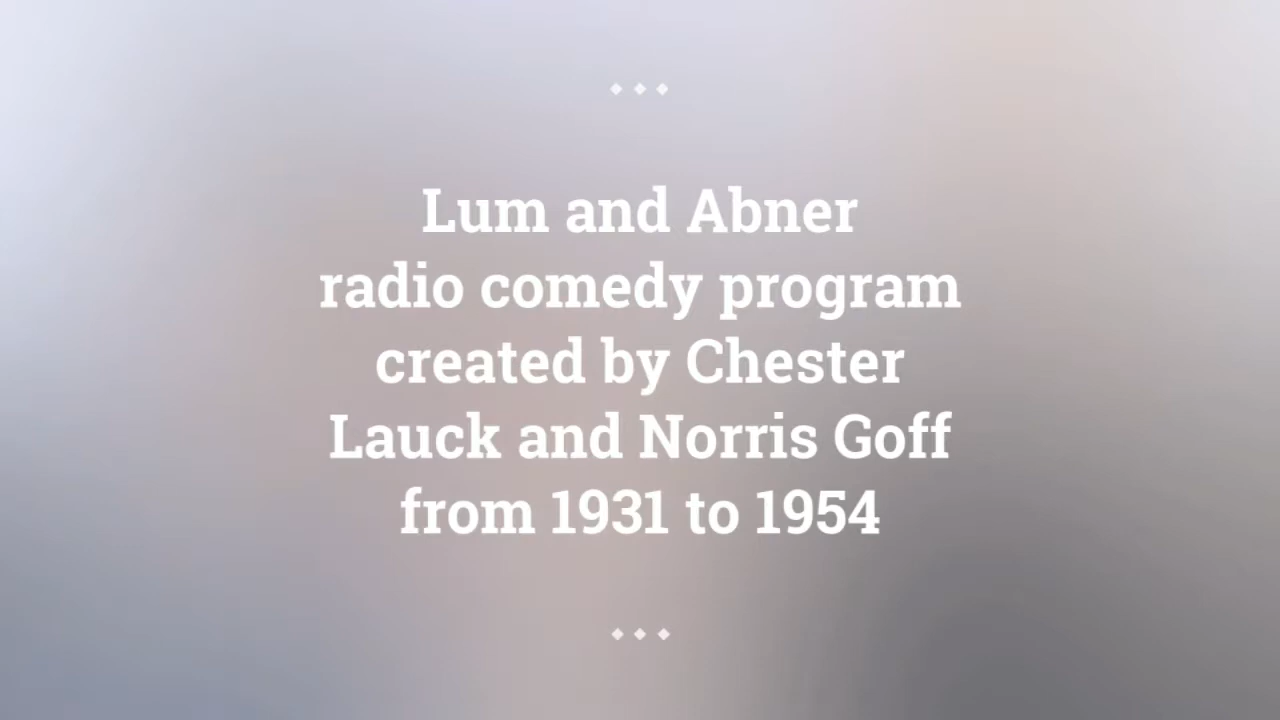 Lum and Abner
radio comedy program
created by Chester
Lauck and Norris Goff
from 1931 to 1954